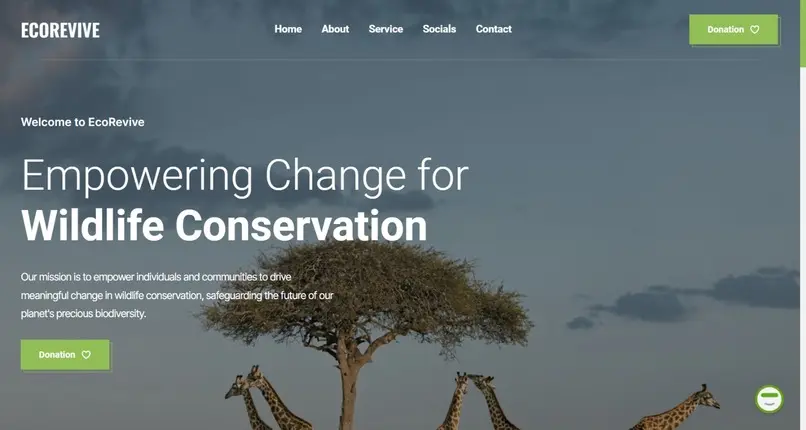 ECOREVIVE
Home About Service Socials Contact
Donation
Welcome to EcoRevive
Empowering Change for
Wildlife Conservation
Our mission is to empower individuals and communities to drive
meaningful change in wildlife conservation, safeguarding the future of our
planet's precious biodiversity.
Donation